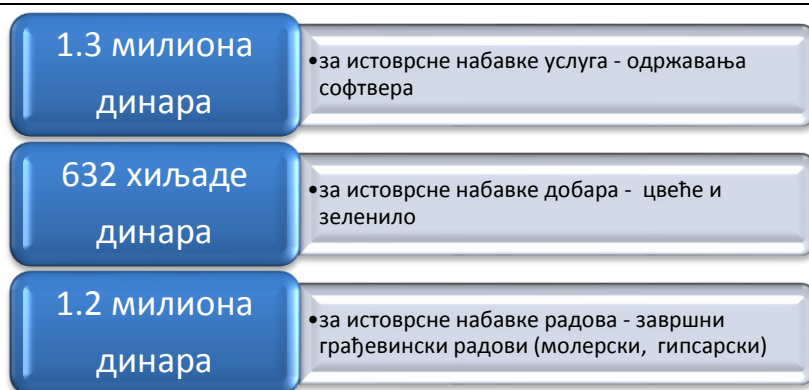 1.3 милиона
динара
•за истоврсне набавке услуга - одржавања
софтвера
632 хиљаде
динара
•за истоврсне набавке добара - цвеће и
зеленило
1.2 милиона
динара
•за истоврсне набавке радова - завршни
грађевински радови (молерски, гипсарски)